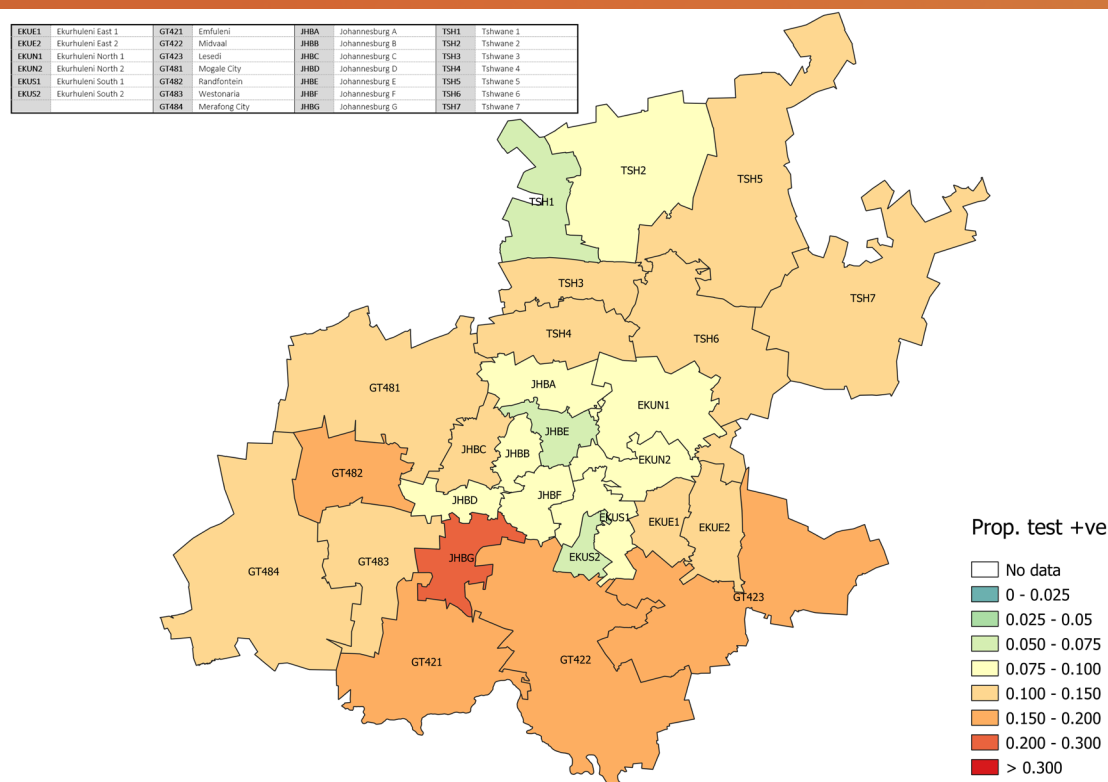 EKUE1 Ekurhuleni East 1 GT421 Emfuleni JHBA Johannesburg A TSH1 Tshwane 1
EKUE2 Ekurhuleni East 2 GT422 Midvaal JHBB Johannesburg B TSH2 Tshwane 2
EKUN1 Ekurhuleni North 1 GT423 Lesedi JHBC Johannesburg C TSH3 Tshwane 3
EKUN2 Ekurhuleni North 2 GT481 Mogale City JHBD Johannesburg D TSH4 Tshwane 4
EKUS1 Ekurhuleni South 1 GT482 Randfontein JHBE Johannesburg E TSH5 Tshwane 5
EKUS2 Ekurhuleni South 2 GT483 Westonaria JHBF Johannesburg F TSH6 Tshwane 6
GT484 Merafong City JHBG Johannesburg G TSH7 Tshwane 7
TSH2
TSH5
TSH1
TSH3
TSH7
TSH4
TSH6
GT481
JHBA
EKUN1
JHBE
JHBC
JHBB
EKUN2
GT482
JHBD
JHBF
EKUS1
EKUE1
EKUE2
JHBG
EKUS2
GT483
GT484
GT423
GT421
GT422
Prop. test +ve
No data
0 - 0.025
0.025 - 0.05
0.050 - 0.075
0.075 - 0.100
0.100 - 0.150
0.150 - 0.200
0.200 - 0.300
> 0.300